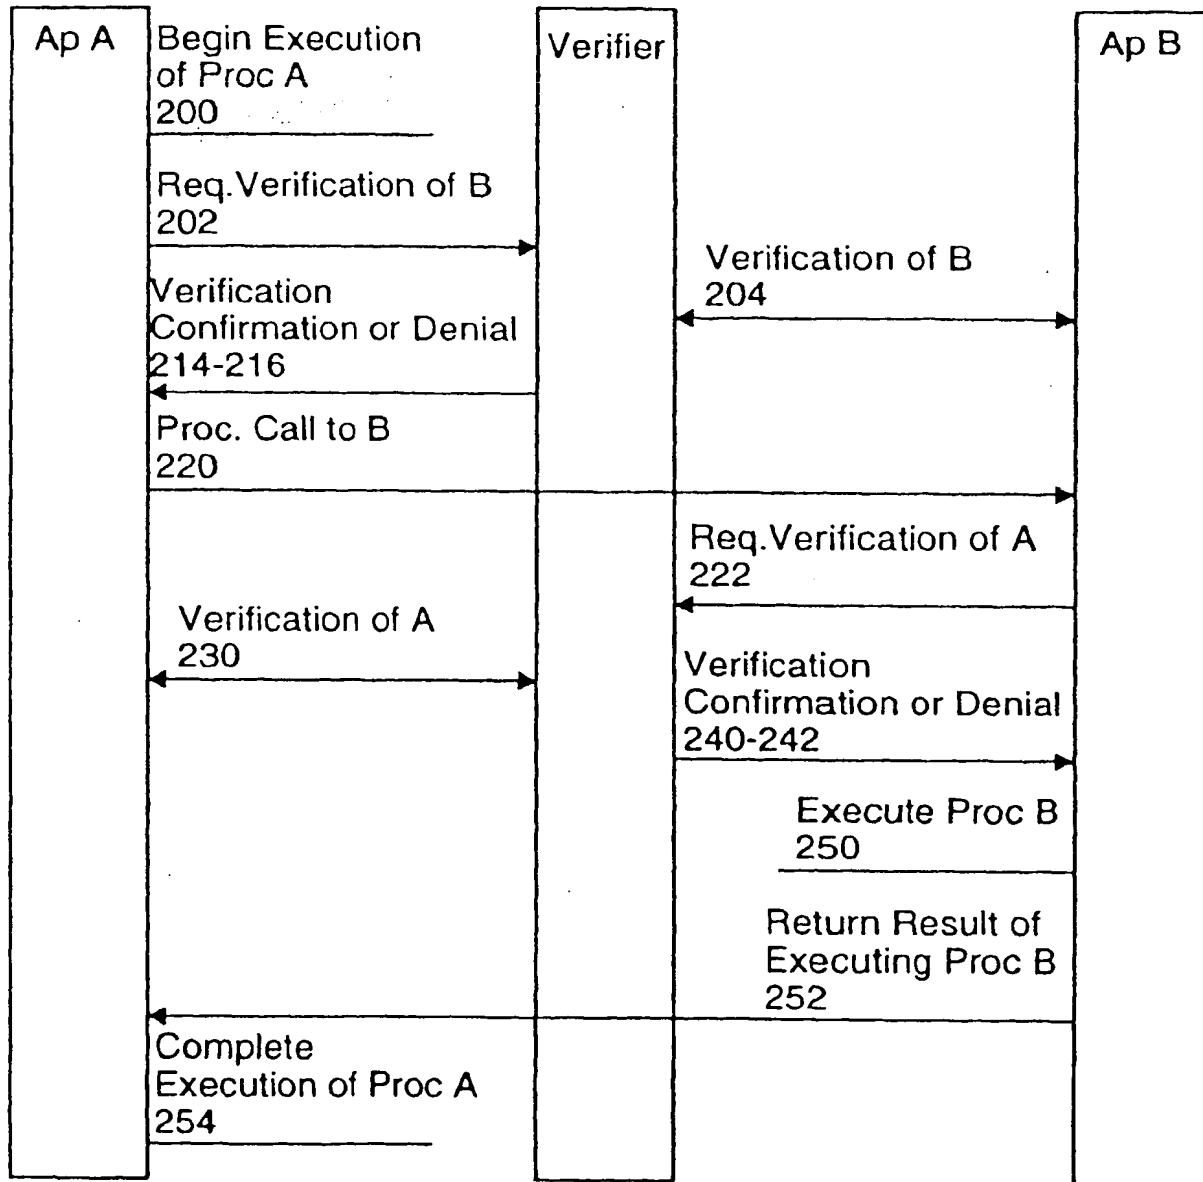 Ap A
Verifier
Ap B
Begin Execution
of Proc A
200
Req.Verification of B
202
Verification of B
204
Verification
Confirmation or Denial
214-216
Proc. Call to B
220
Req.Verification of A
222
Verification of A
230
Verification
Confirmation or Denial
240-242
Execute Proc B
250
Return Result of
Executing Proc B
252
Complete
Execution of Proc A
254